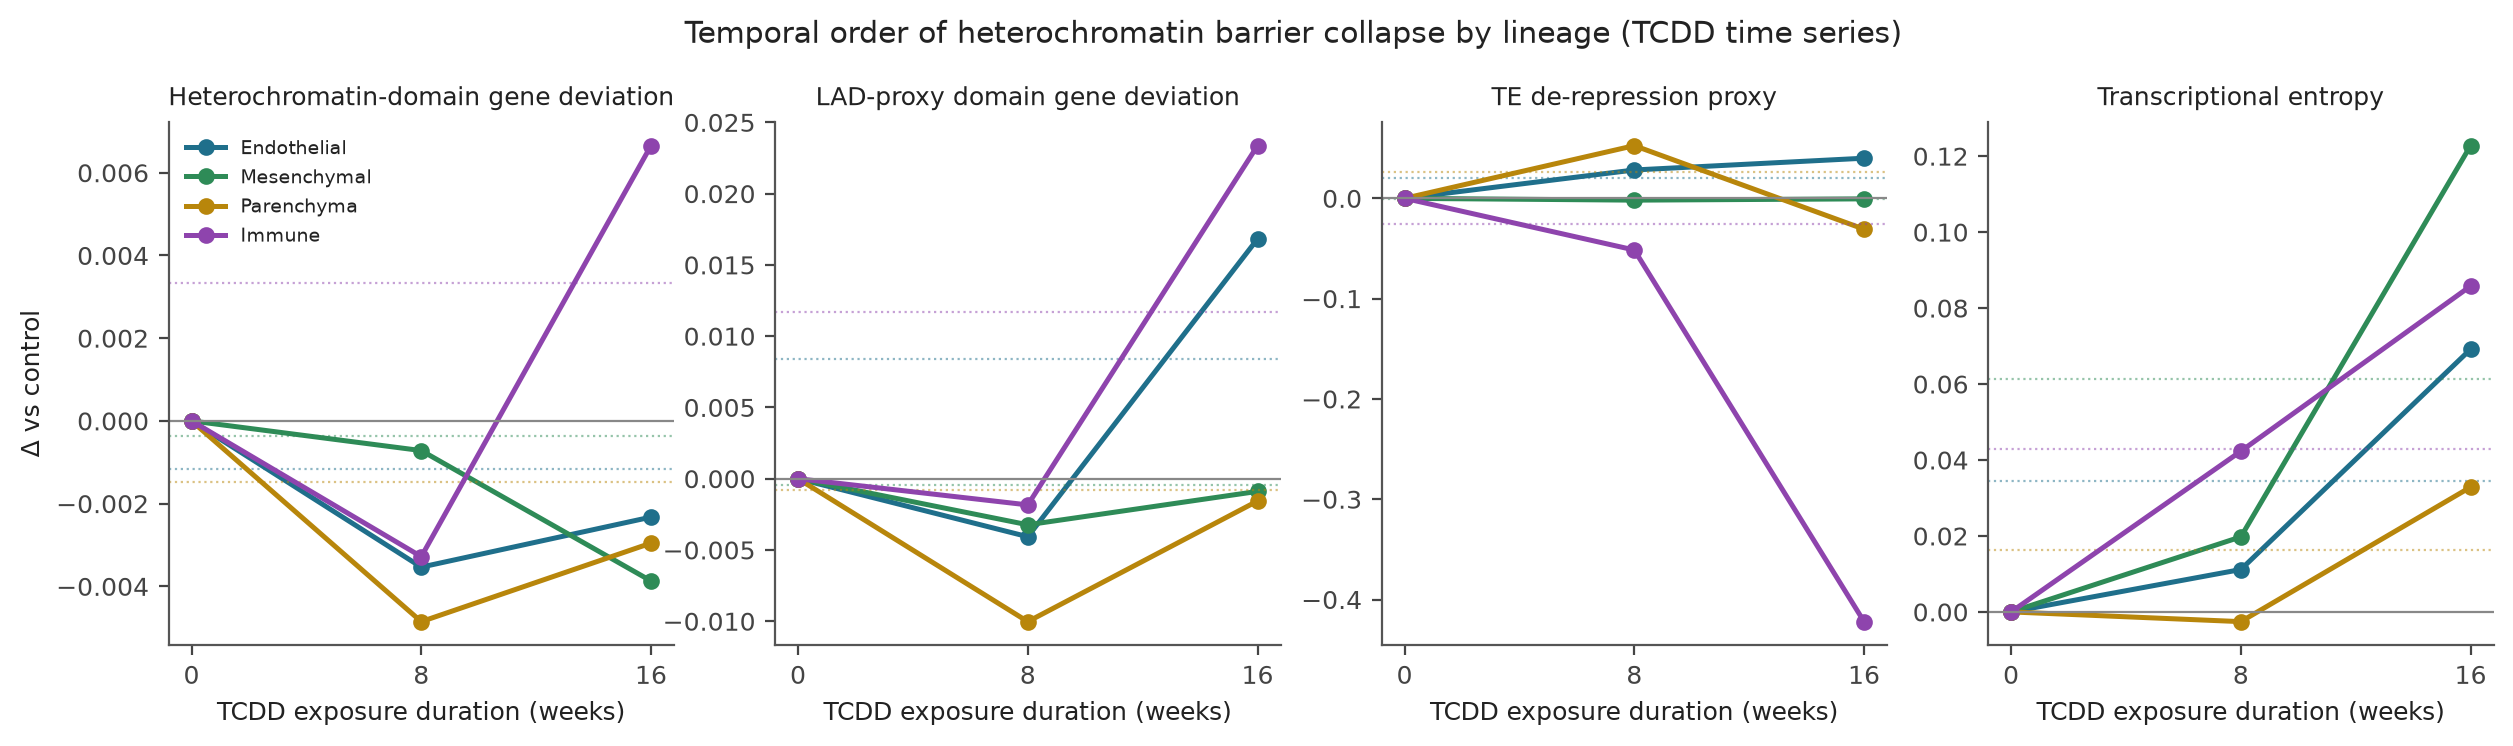 Temporal order of heterochromatin barrier collapse by lineage (TCDD time series)
Heterochromatin-domain gene deviation
Δ vs control
0.006
0.004
0.002
0.000
−0.002
−0.004
Endothelial
Mesenchymal
Parenchyma
Immune
0 8 16
TCDD exposure duration (weeks)
LAD-proxy domain gene deviation
0.025
0.020
0.015
0.010
0.005
0.000
−0.005
−0.010
0 8 16
TCDD exposure duration (weeks)
TE de-repression proxy
0.0
−0.1
−0.2
−0.3
−0.4
0 8 16
TCDD exposure duration (weeks)
Transcriptional entropy
0.12
0.10
0.08
0.06
0.04
0.02
0.00
0 8 16
TCDD exposure duration (weeks)